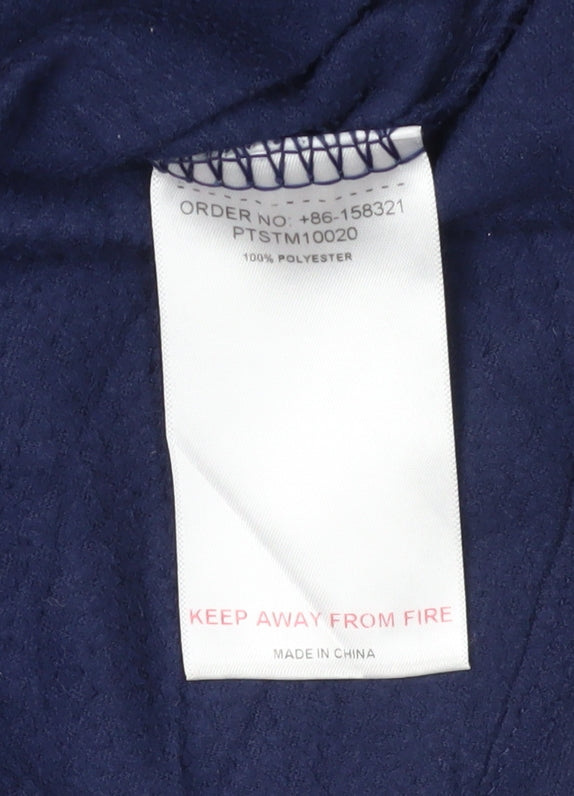 ORDER NO: +86-158321
PTSTM10020
100% POLYESTER
KEEP AWAY FROM FIRE
MADE IN CHINA